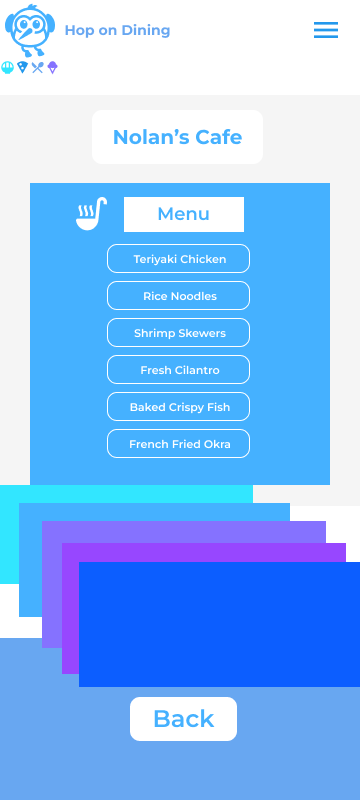 Hop on Dining
Nolan's Cafe
Menu
Teriyaki Chicken
Rice Noodles
Shrimp Skewers
Fresh Cilantro
Baked Crispy Fish
French Fried Okra
Back